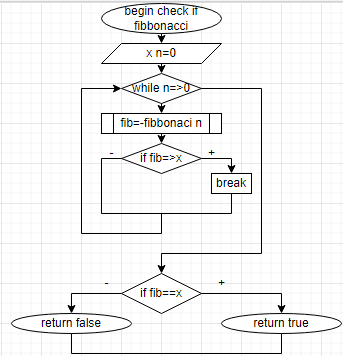 begin check if
fibbonacci
x n=0
while n=>0
fib=-fibbonaci n
- if fib=>x +
break
- if fib==x +
return false
return true